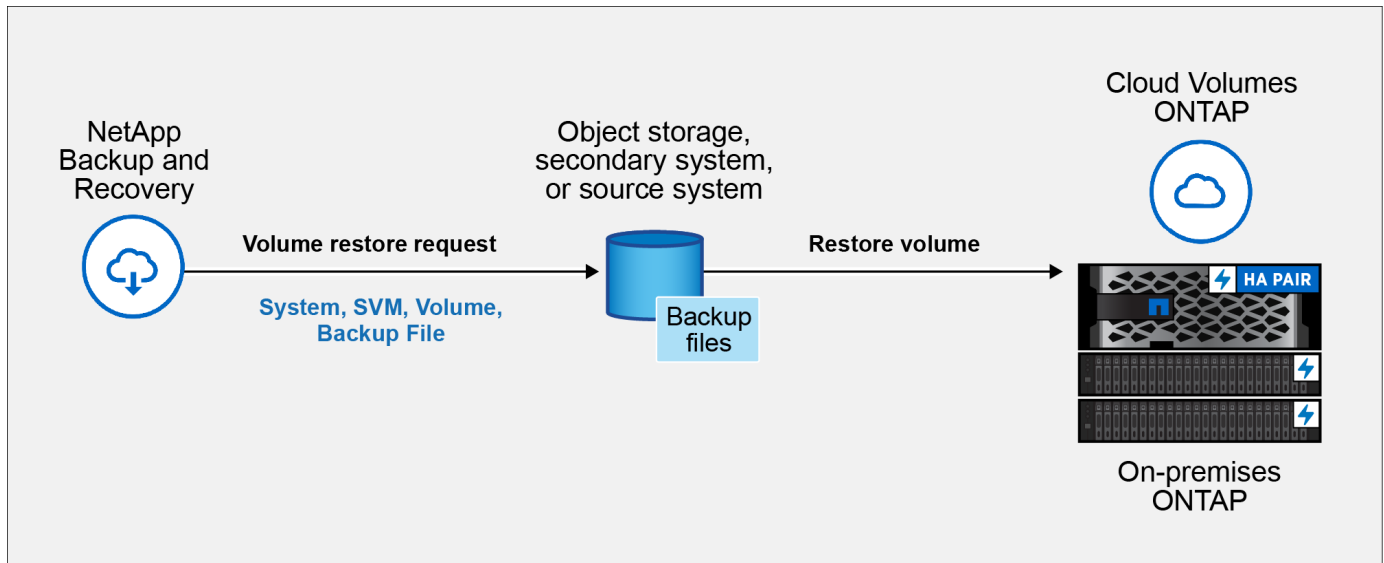 NetApp
Backup and
Recovery
Volume restore request
System, SVM, Volume,
Backup File
Object storage,
secondary system,
or source system
Backup
files
Restore volume
Cloud Volumes
ONTAP
HA PAIR
On-premises
ONTAP